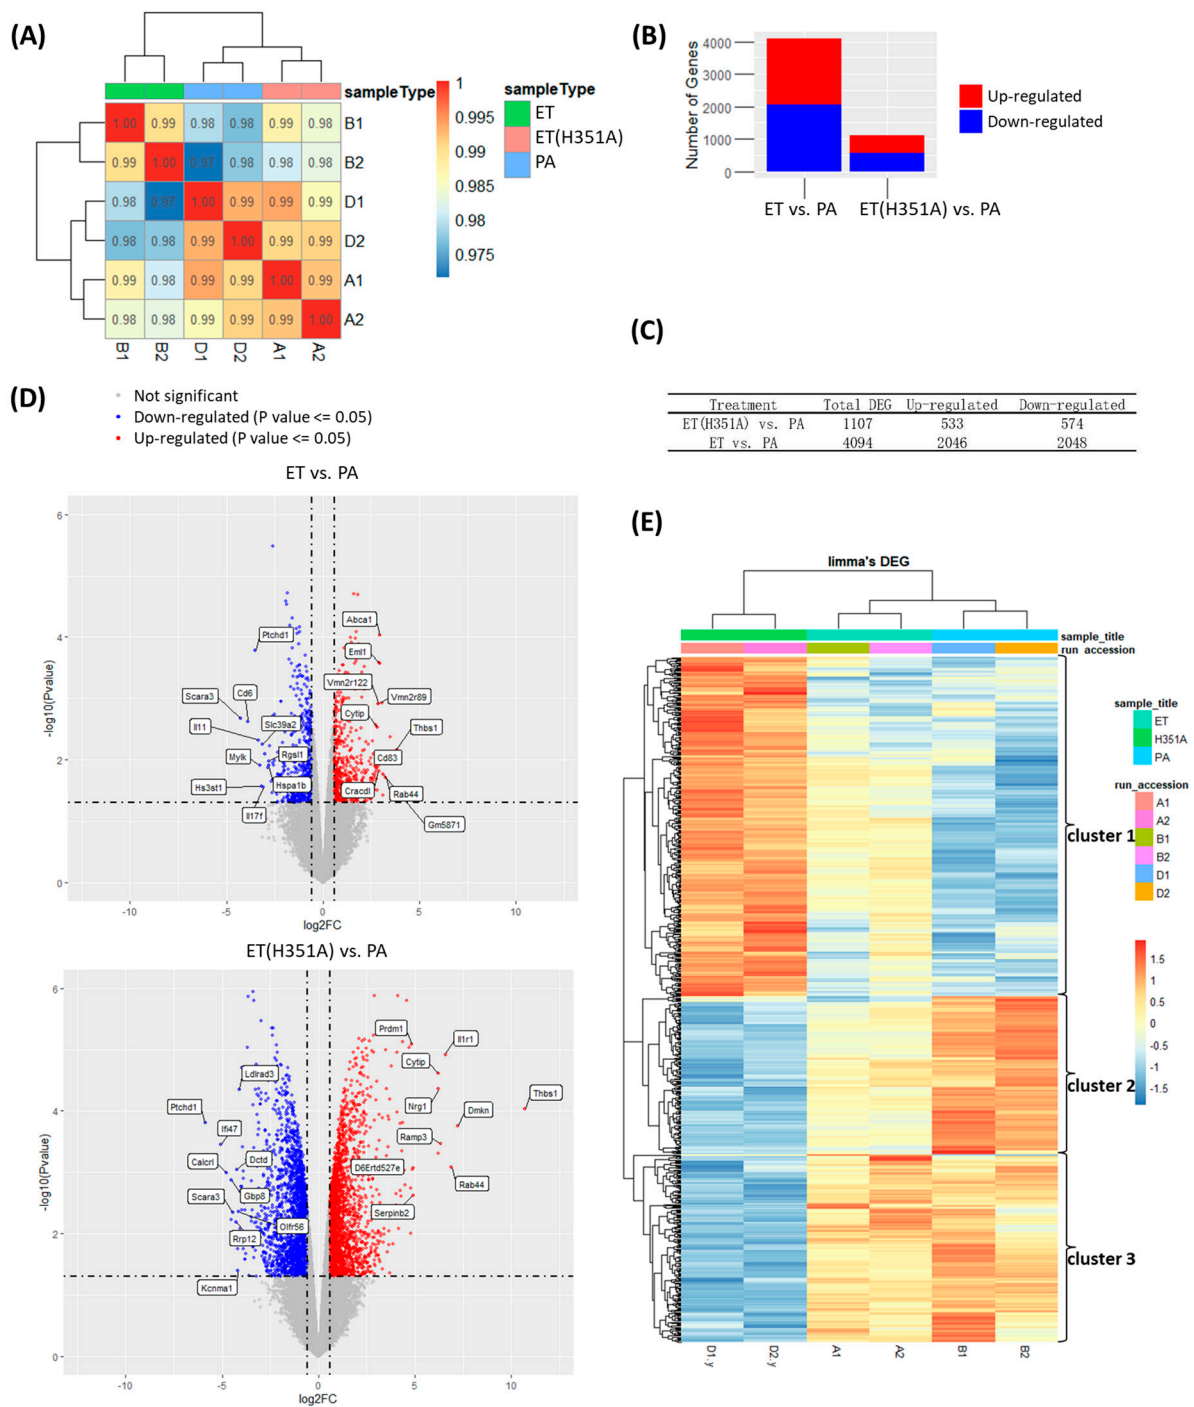 (A)
sampleType
B1
B2
D1
D2
A1
A2
1.00 0.99 0.98 0.98 0.99 0.98
0.99 1.00 0.97 0.98 0.98 0.98
0.98 0.97 1.00 0.99 0.99 0.99
0.98 0.98 0.99 1.00 0.99 0.99
0.99 0.98 0.99 0.99 1.00 0.99
0.98 0.98 0.99 0.99 0.99 1.00
B1 B2 D1 D2 A1 A2
1
0.995
0.99
0.985
0.98
0.975
sampleType
ET
ET(H351A)
PA
(B)
Number of Genes
4000
3000
2000
1000
0
ET vs. PA
ET(H351A) vs. PA
Up-regulated
Down-regulated
(C)
Treatment Total DEG Up-regulated Down-regulated
ET(H351A) vs. PA 1107 533 574
ET vs. PA 4094 2046 2048
(D)
Not significant
Down-regulated (P value <= 0.05)
Up-regulated (P value <= 0.05)
ET vs. PA
-log10(Pvalue)
6
4
2
0
Ptchd1
Scara3
Cd6
Il11
Slc39a2
Mylk
Rgsl1
Hs3st1
Hspa1b
Il17f
Abca1
Eml1
Vmn2r122
Vmn2r89
Cytip
Thbs1
Cd83
Cracdl
Rab44
Gm5871
-10 -5 0 5 10
log2FC
ET(H351A) vs. PA
-log10(Pvalue)
6
4
2
0
Ldlrad3
Ptchd1
Ifi47
Calcrl
Dctd
Scara3
Gbp8
Olfr56
Rrp12
Kcnma1
Prdm1
Il1r1
Cytip
Thbs1
Nrg1
Dmkn
Ramp3
D6Ertd527e
Rab44
Serpinb2
-10 -5 0 5 10
log2FC
(E)
limma's DEG
sample_title
run_accession
cluster 1
cluster 2
cluster 3
D1.y D2.y A1 A2 B1 B2
sample_title
ET
H351A
PA
run_accession
A1
A2
B1
B2
D1
D2
1.5
1
0.5
0
-0.5
-1
-1.5